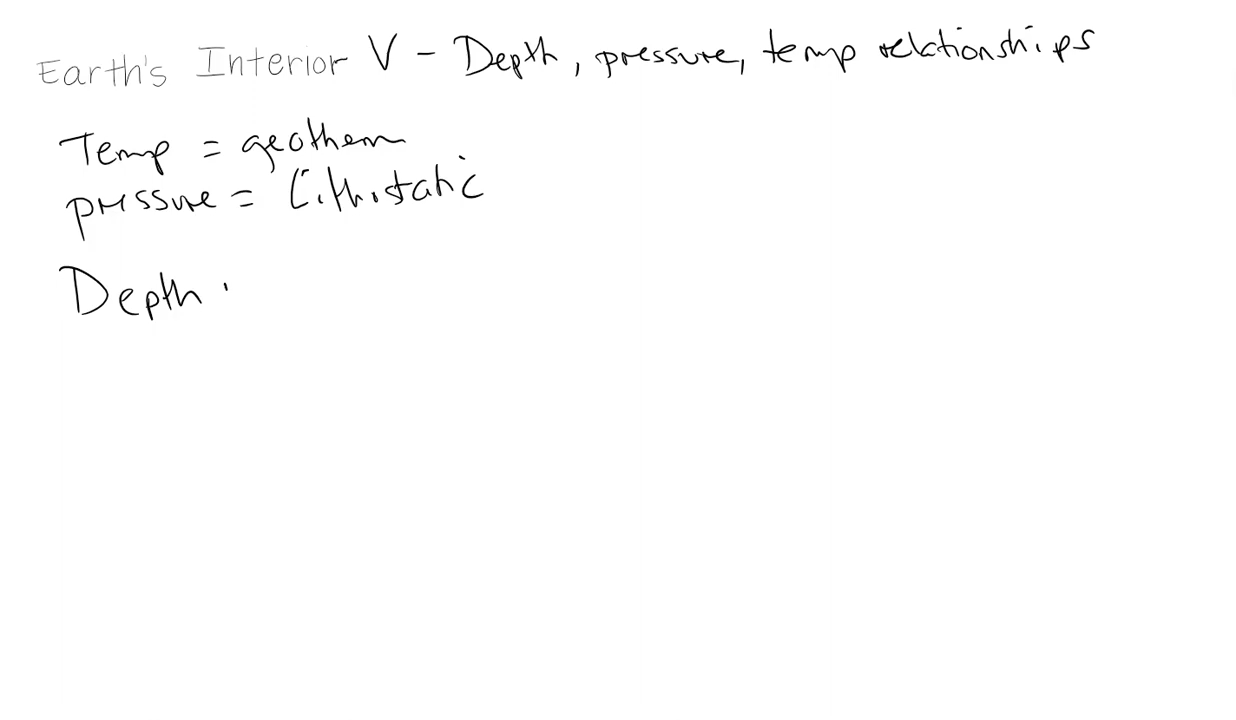 Earth's Interior V - Depth, pressure, temp relationships
Temp = geotherm
pressure = Lithostatic
Depth